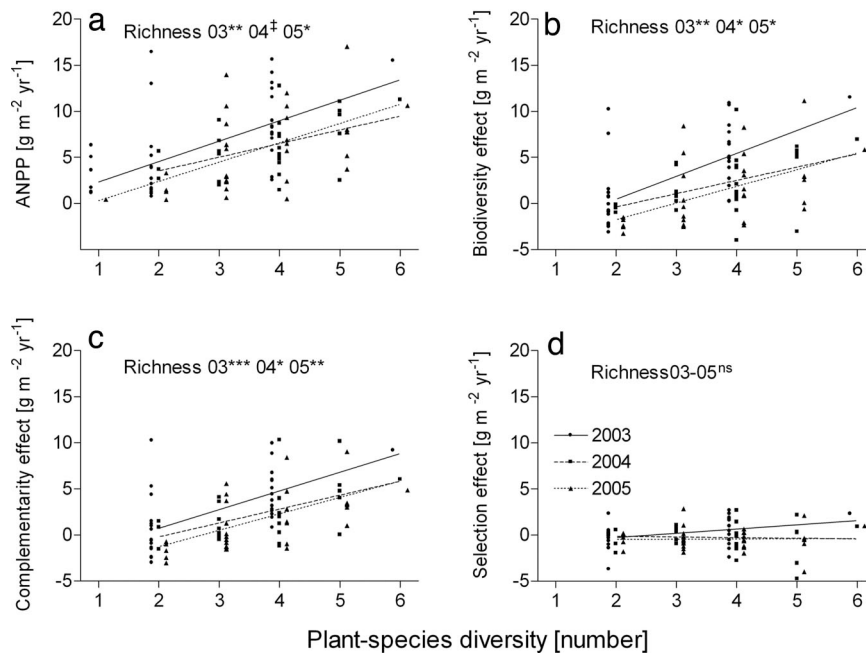 a
Richness 03** 04‡ 05*
ANPP [g m⁻² yr⁻¹]
20
15
10
5
0
1 2 3 4 5 6
b
Richness 03** 04* 05*
Biodiversity effect [g m⁻² yr⁻¹]
20
15
10
5
0
-5
1 2 3 4 5 6
c
Richness 03*** 04* 05**
Complementarity effect [g m⁻² yr⁻¹]
20
15
10
5
0
-5
1 2 3 4 5 6
d
Richness03-05ⁿˢ
2003
2004
2005
Selection effect [g m⁻² yr⁻¹]
20
15
10
5
0
-5
1 2 3 4 5 6
Plant-species diversity [number]